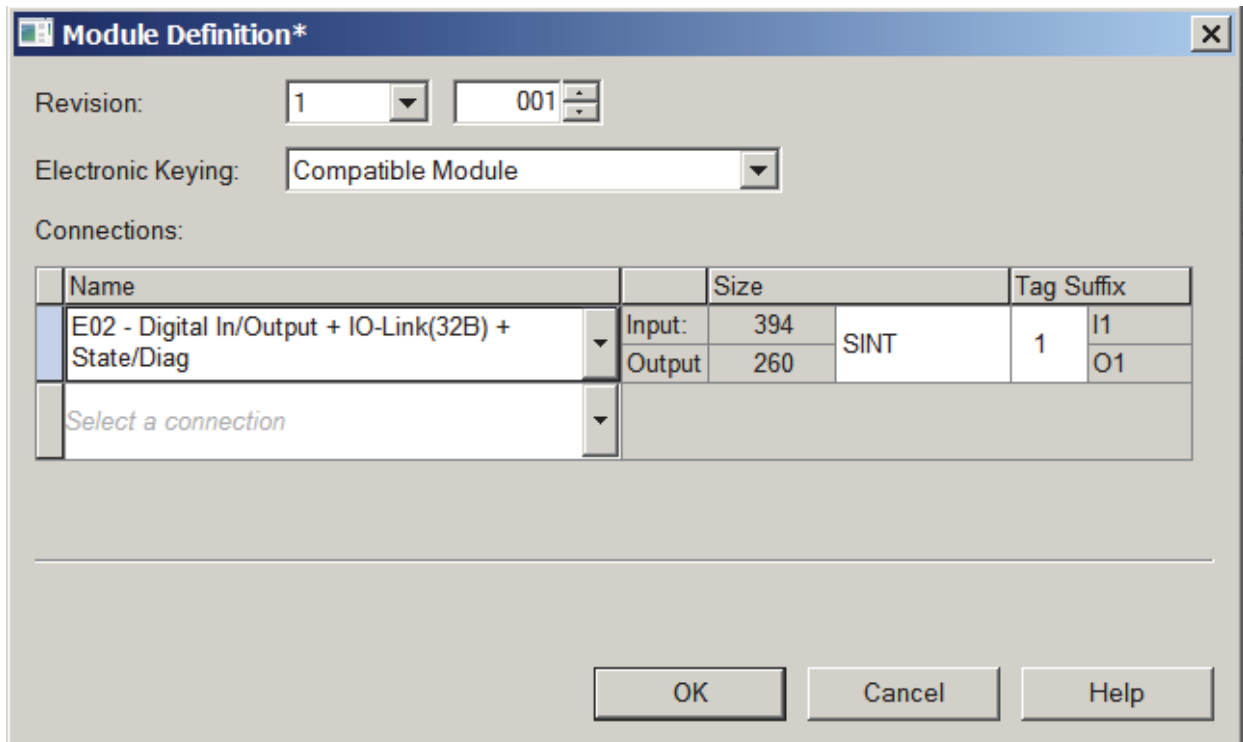 Module Definition*
Revision: 1 001
Electronic Keying: Compatible Module
Connections:
Name Size Tag Suffix
E02 - Digital In/Output + IO-Link(32B) +
State/Diag
Input: 394 SINT 1 I1
Output 260 O1
Select a connection
OK Cancel Help